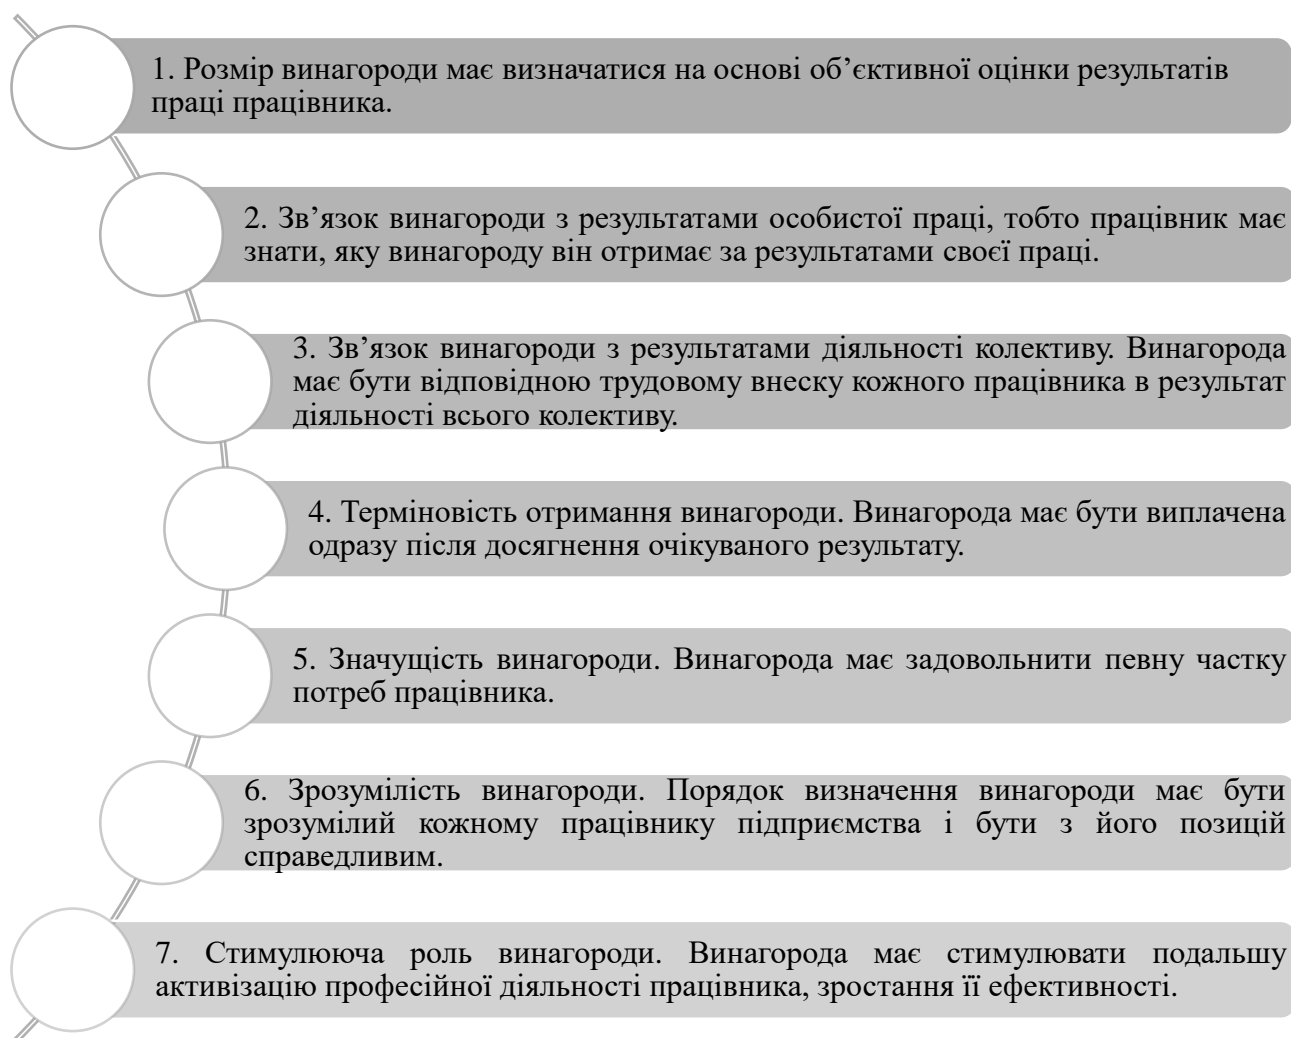 1. Розмір винагороди має визначатися на основі об’єктивної оцінки результатів
праці працівника.
2. Зв’язок винагороди з результатами особистої праці, тобто працівник має
знати, яку винагороду він отримає за результатами своєї праці.
3. Зв’язок винагороди з результатами діяльності колективу. Винагорода
має бути відповідною трудовому внеску кожного працівника в результат
діяльності всього колективу.
4. Терміновість отримання винагороди. Винагорода має бути виплачена
одразу після досягнення очікуваного результату.
5. Значущість винагороди. Винагорода має задовольнити певну частку
потреб працівника.
6. Зрозумілість винагороди. Порядок визначення винагороди має бути
зрозумілий кожному працівнику підприємства і бути з його позицій
справедливим.
7. Стимулююча роль винагороди. Винагорода має стимулювати подальшу
активізацію професійної діяльності працівника, зростання її ефективності.